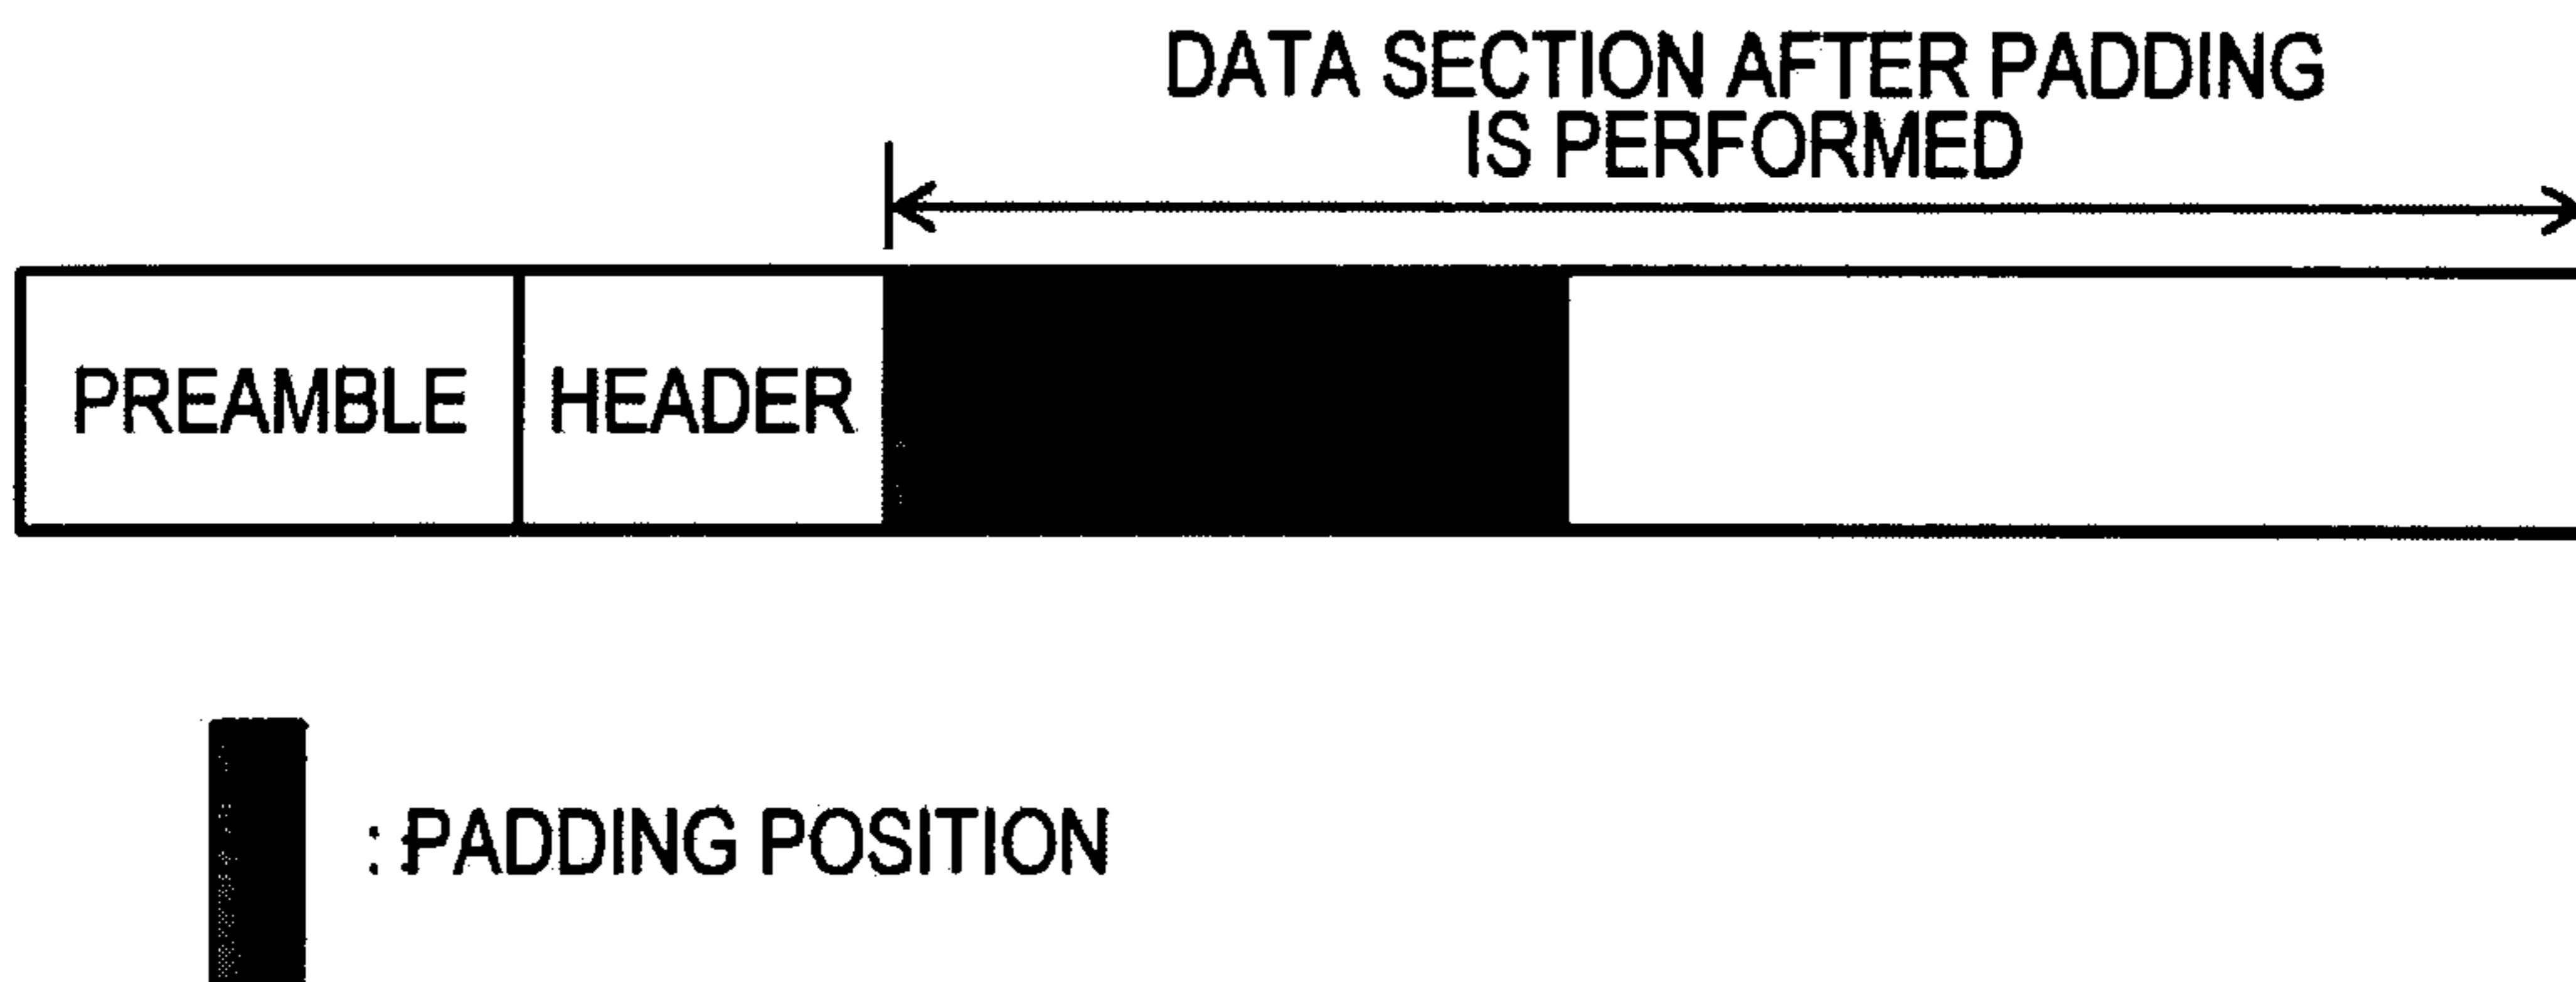 DATA SECTION AFTER PADDING
IS PERFORMED
PREAMBLE HEADER
: PADDING POSITION